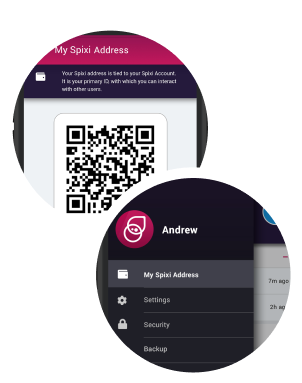 My Spixi Address
Your Spixi address is tied to your Spixi Account.
It is your primary ID, with which you can interact
with other users.
Andrew
My Spixi Address
Settings
7m ago
2h ago
Security
Backup